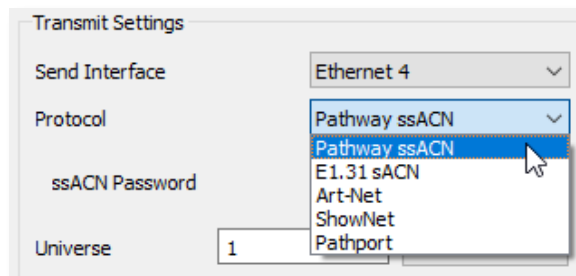 Transmit Settings
Send Interface Ethernet 4
Protocol Pathway ssACN
Pathway ssACN
E1.31 sACN
ssACN Password
Art-Net
ShowNet
Pathport
Universe 1